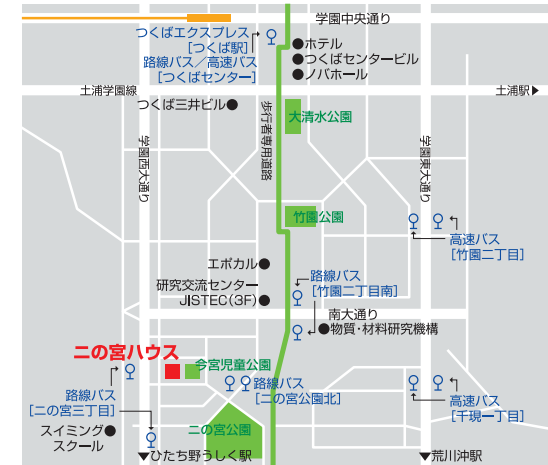 学園中央通り
つくばエクスプレス
[つくば駅]
路線バス／高速バス
[つくばセンター]
●ホテル
●つくばセンタービル
●ノバホール
土浦学園線
土浦駅▶
つくば三井ビル●
歩行者専用道路
大清水公園
学園西大通り
学園東大通り
竹園公園
高速バス
[竹園二丁目]
エポカル●
研究交流センター
JISTEC(3F)●
路線バス
[竹園二丁目南]
南大通り
●物質・材料研究機構
二の宮ハウス
今宮児童公園
路線バス
[二の宮三丁目]
路線バス
[二の宮公園北]
高速バス
[千現一丁目]
スイミング●
スクール
二の宮公園
▼ひたち野うしく駅
▼荒川沖駅